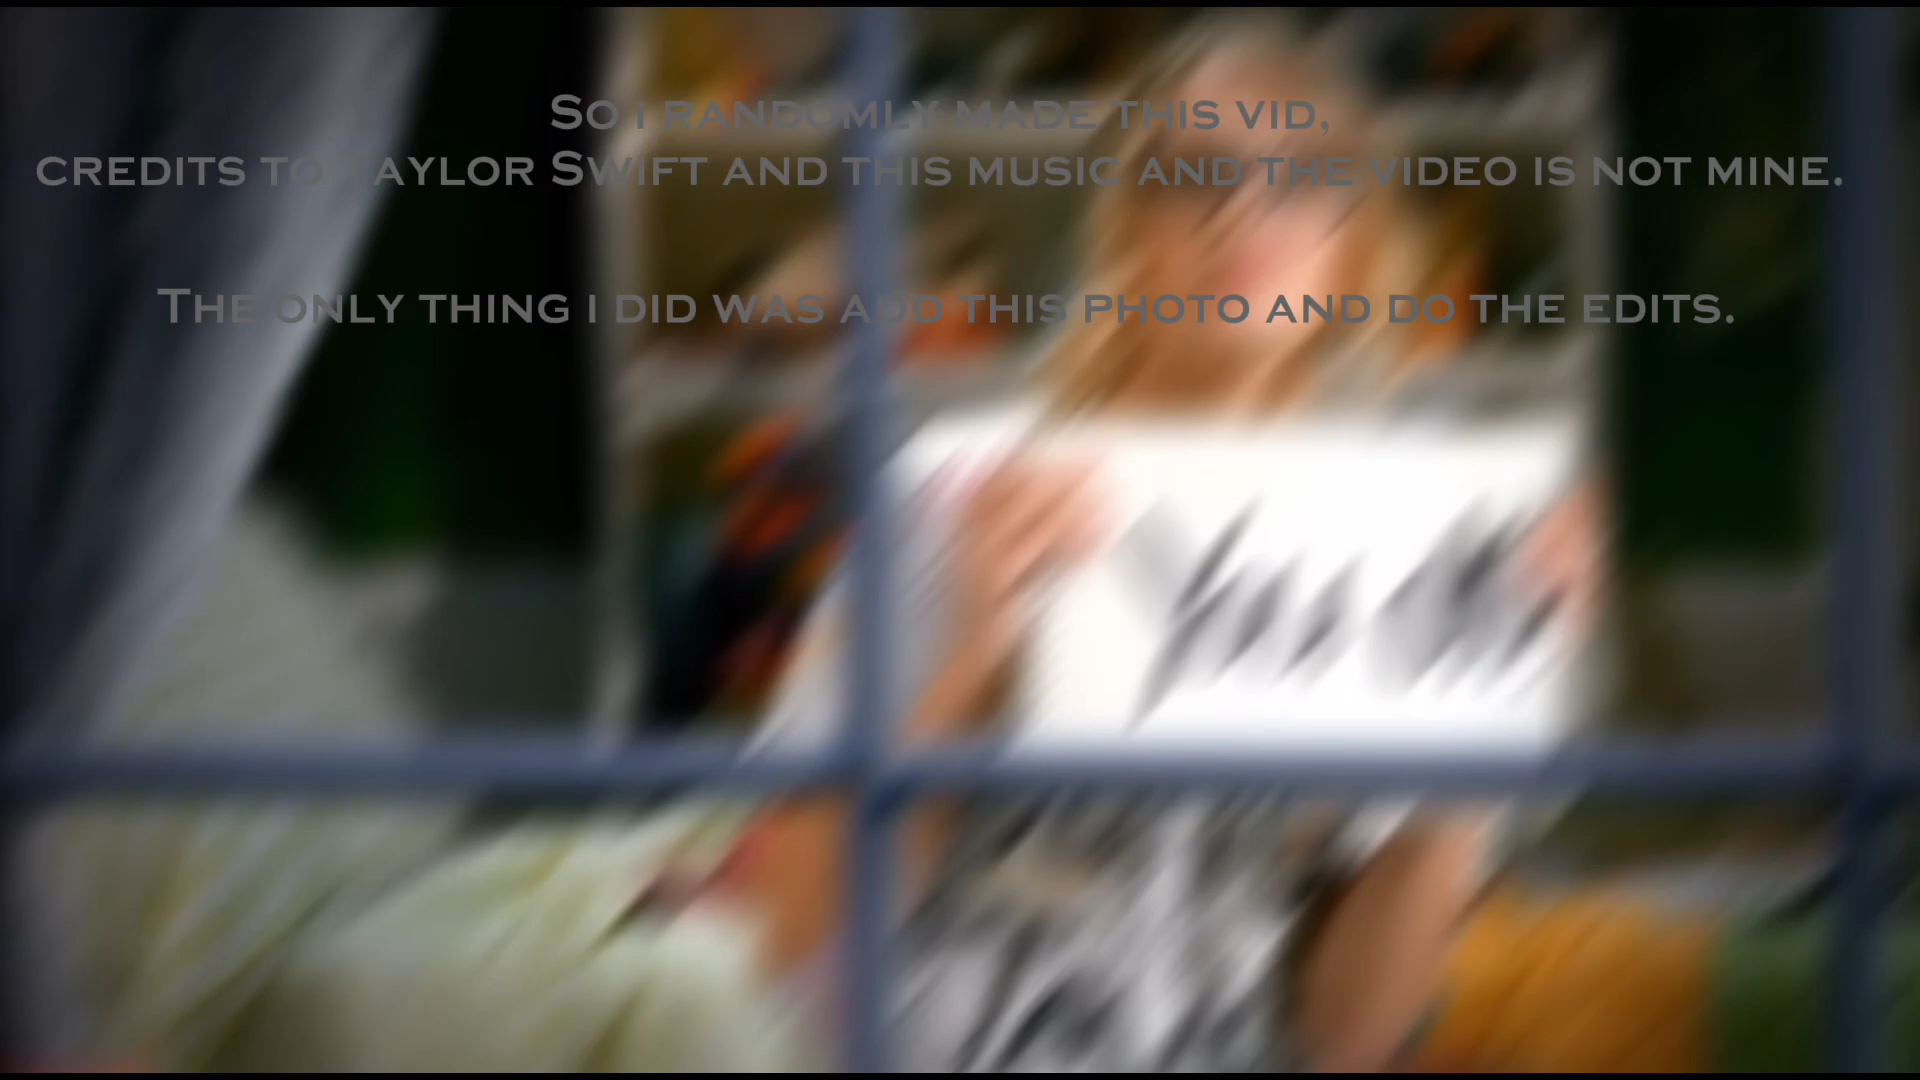 So i randomly made this vid,
credits to Taylor Swift and this music and the video is not mine.
The only thing i did was add this photo and do the edits.